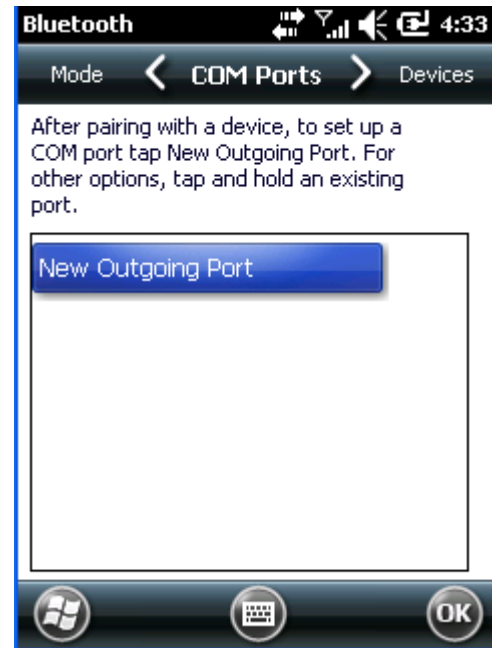 Bluetooth 4:33
Mode COM Ports Devices
After pairing with a device, to set up a
COM port tap New Outgoing Port. For
other options, tap and hold an existing
port.
New Outgoing Port
OK